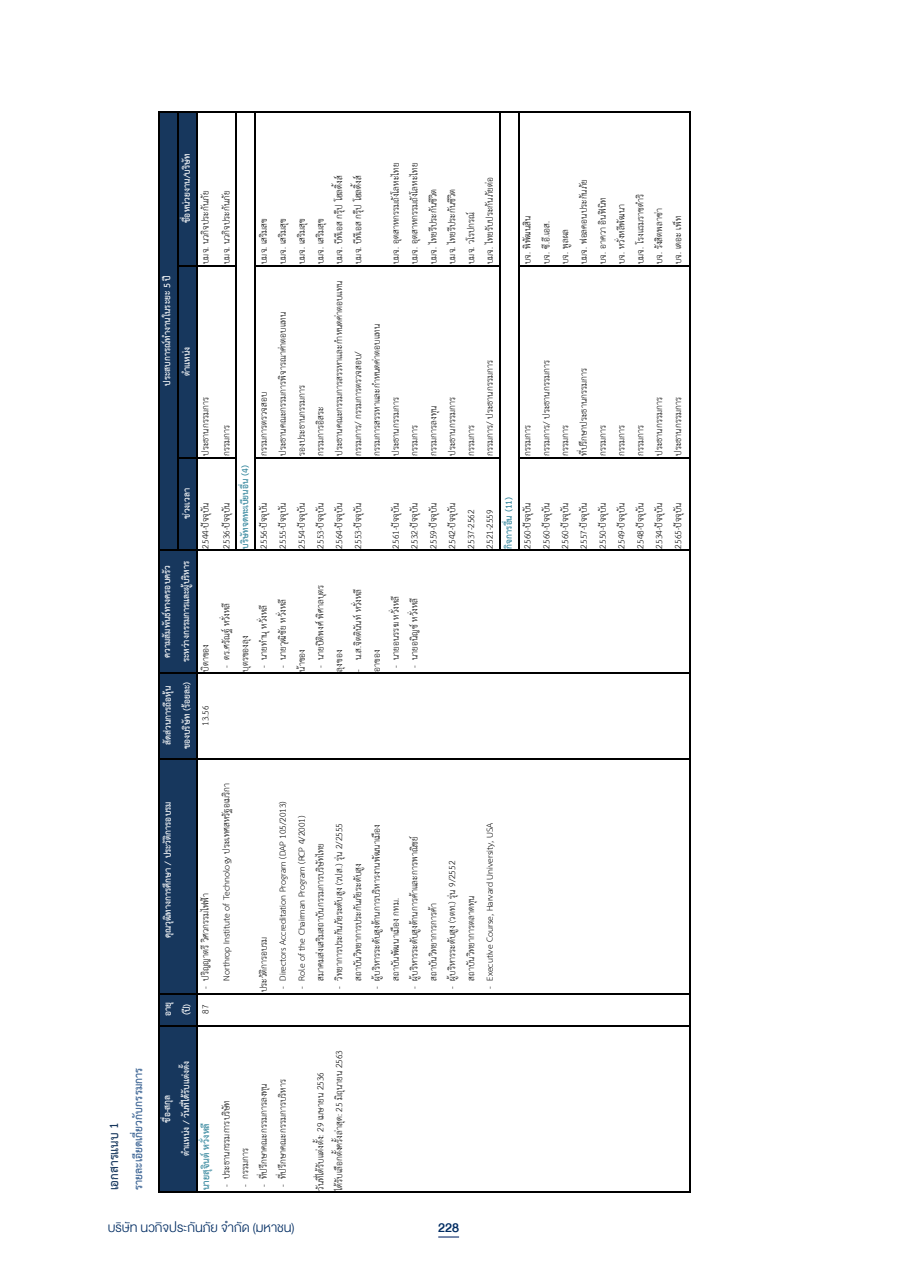 เอกสารแนบ 1
รายละเอียดเกี่ยวกับกรรมการ
ชื่อ-สกุล
ตำแหน่ง / วันที่ได้รับแต่งตั้ง
อายุ
(ปี)
คุณวุฒิทางการศึกษา / ประวัติการอบรม
สัดส่วนการถือหุ้น
ของบริษัท (ร้อยละ)
ความสัมพันธ์ทางครอบครัว
ระหว่างกรรมการและผู้บริหาร
ประสบการณ์ทำงานในระยะ 5 ปี
ช่วงเวลา
ตำแหน่ง
ชื่อหน่วยงาน/บริษัท
นายสุจินต์ หวั่งหลี
- ประธานกรรมการบริษัท
- กรรมการ
- ที่ปรึกษาคณะกรรมการลงทุน
- ที่ปรึกษาคณะกรรมการบริหาร
วันที่ได้รับแต่งตั้ง: 29 เมษายน 2536
ได้รับเลือกตั้งครั้งล่าสุด: 25 มิถุนายน 2563
87
- ปริญญาตรี วิศวกรรมไฟฟ้า
Northrop Institute of Technology ประเทศสหรัฐอเมริกา
ประวัติการอบรม
- Directors Accreditation Program (DAP 105/2013)
- Role of the Chairman Program (RCP 4/2001)
สมาคมส่งเสริมสถาบันกรรมการบริษัทไทย
- วิทยาการประกันภัยระดับสูง (วปส.) รุ่น 2/2555
สถาบันวิทยาการประกันภัยระดับสูง
- ผู้บริหารระดับสูงด้านการบริหารงานพัฒนาเมือง
สถาบันพัฒนาเมือง กทม.
- ผู้บริหารระดับสูงด้านการค้าและการพาณิชย์
สถาบันวิทยาการการค้า
- ผู้บริหารระดับสูง (วตท.) รุ่น 9/2552
สถาบันวิทยาการตลาดทุน
- Executive Course, Harvard University, USA
13.56
บิดาของ
- ดร.ศรัณฐ์ หวั่งหลี
บุตรของลุง
- นายทำนุ หวั่งหลี
- นายวุฒิชัย หวั่งหลี
น้าของ
- นายปิติพงศ์ พิศาลบุตร
ลุงของ
- น.ส.จิตตินันท์ หวั่งหลี
อาของ
- นายอนรรฆ หวั่งหลี
- นายอนิญช์ หวั่งหลี
2544-ปัจจุบัน ประธานกรรมการ บมจ. นวกิจประกันภัย
2536-ปัจจุบัน กรรมการ บมจ. นวกิจประกันภัย
บริษัทจดทะเบียนอื่น (4)
2556-ปัจจุบัน กรรมการตรวจสอบ บมจ. เสริมสุข
2555-ปัจจุบัน ประธานคณะกรรมการพิจารณาค่าตอบแทน บมจ. เสริมสุข
2554-ปัจจุบัน รองประธานกรรมการ บมจ. เสริมสุข
2553-ปัจจุบัน กรรมการอิสระ บมจ. เสริมสุข
2564-ปัจจุบัน ประธานคณะกรรมการสรรหาและกำหนดค่าตอบแทน บมจ. บีพีเอส กรุ๊ป โฮลดิ้งส์
2553-ปัจจุบัน กรรมการ/ กรรมการตรวจสอบ/ บมจ. บีพีเอส กรุ๊ป โฮลดิ้งส์
กรรมการสรรหาและกำหนดค่าตอบแทน
2561-ปัจจุบัน ประธานกรรมการ บมจ. อุตสาหกรรมถังโลหะไทย
2532-ปัจจุบัน กรรมการ บมจ. อุตสาหกรรมถังโลหะไทย
2559-ปัจจุบัน กรรมการลงทุน บมจ. ไทยรีประกันชีวิต
2542-ปัจจุบัน ประธานกรรมการ บมจ. ไทยรีประกันชีวิต
2537-2562 กรรมการ บมจ. วโรปกรณ์
2521-2559 กรรมการ/ ประธานกรรมการ บมจ. ไทยรับประกันภัยต่อ
กิจการอื่น (11)
2560-ปัจจุบัน กรรมการ บจ. พิพัฒนสิน
2560-ปัจจุบัน กรรมการ/ ประธานกรรมการ บจ. ซี.อี.เอส.
2560-ปัจจุบัน กรรมการ บจ. พูลผล
2557-ปัจจุบัน ที่ปรึกษาประธานกรรมการ บมจ. ฟอลคอนประกันภัย
2550-ปัจจุบัน กรรมการ บจ. อาควา อินฟินิท
2549-ปัจจุบัน กรรมการ บจ. หวั่งหลีพัฒนา
2548-ปัจจุบัน กรรมการ บมจ. โรงแรมราชดำริ
2534-ปัจจุบัน ประธานกรรมการ บจ. รังสิตพลาซ่า
2565-ปัจจุบัน ประธานกรรมการ บจ. เดอะ เพ็ท
บริษัท นวกิจประกันภัย จำกัด (มหาชน)
228